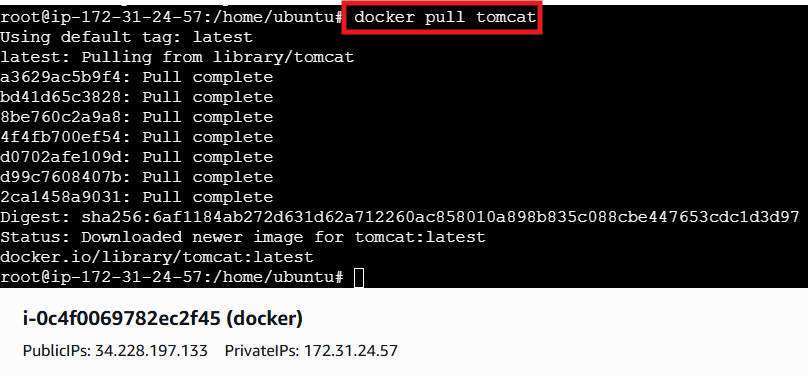 root@ip-172-31-24-57:/home/ubuntu# docker pull tomcat
Using default tag: latest
latest: Pulling from library/tomcat
a3629ac5b9f4: Pull complete
bd41d65c3828: Pull complete
8be760c2a9a8: Pull complete
4f4fb700ef54: Pull complete
d0702afe109d: Pull complete
d99c7608407b: Pull complete
2ca1458a9031: Pull complete
Digest: sha256:6af1184ab272d631d62a712260ac858010a898b835c088cbe447653cdc1d3d97
Status: Downloaded newer image for tomcat:latest
docker.io/library/tomcat:latest
root@ip-172-31-24-57:/home/ubuntu#
i-0c4f0069782ec2f45 (docker)
PublicIPs: 34.228.197.133 PrivateIPs: 172.31.24.57